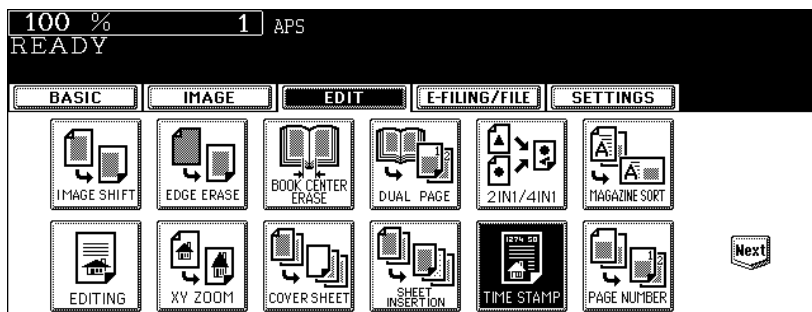 100 % 1 APS
READY
BASIC IMAGE EDIT E-FILING/FILE SETTINGS
IMAGE SHIFT EDGE ERASE BOOK CENTER ERASE DUAL PAGE 2IN1/4IN1 MAGAZINE SORT
EDITING XY ZOOM COVER SHEET SHEET INSERTION TIME STAMP PAGE NUMBER Next